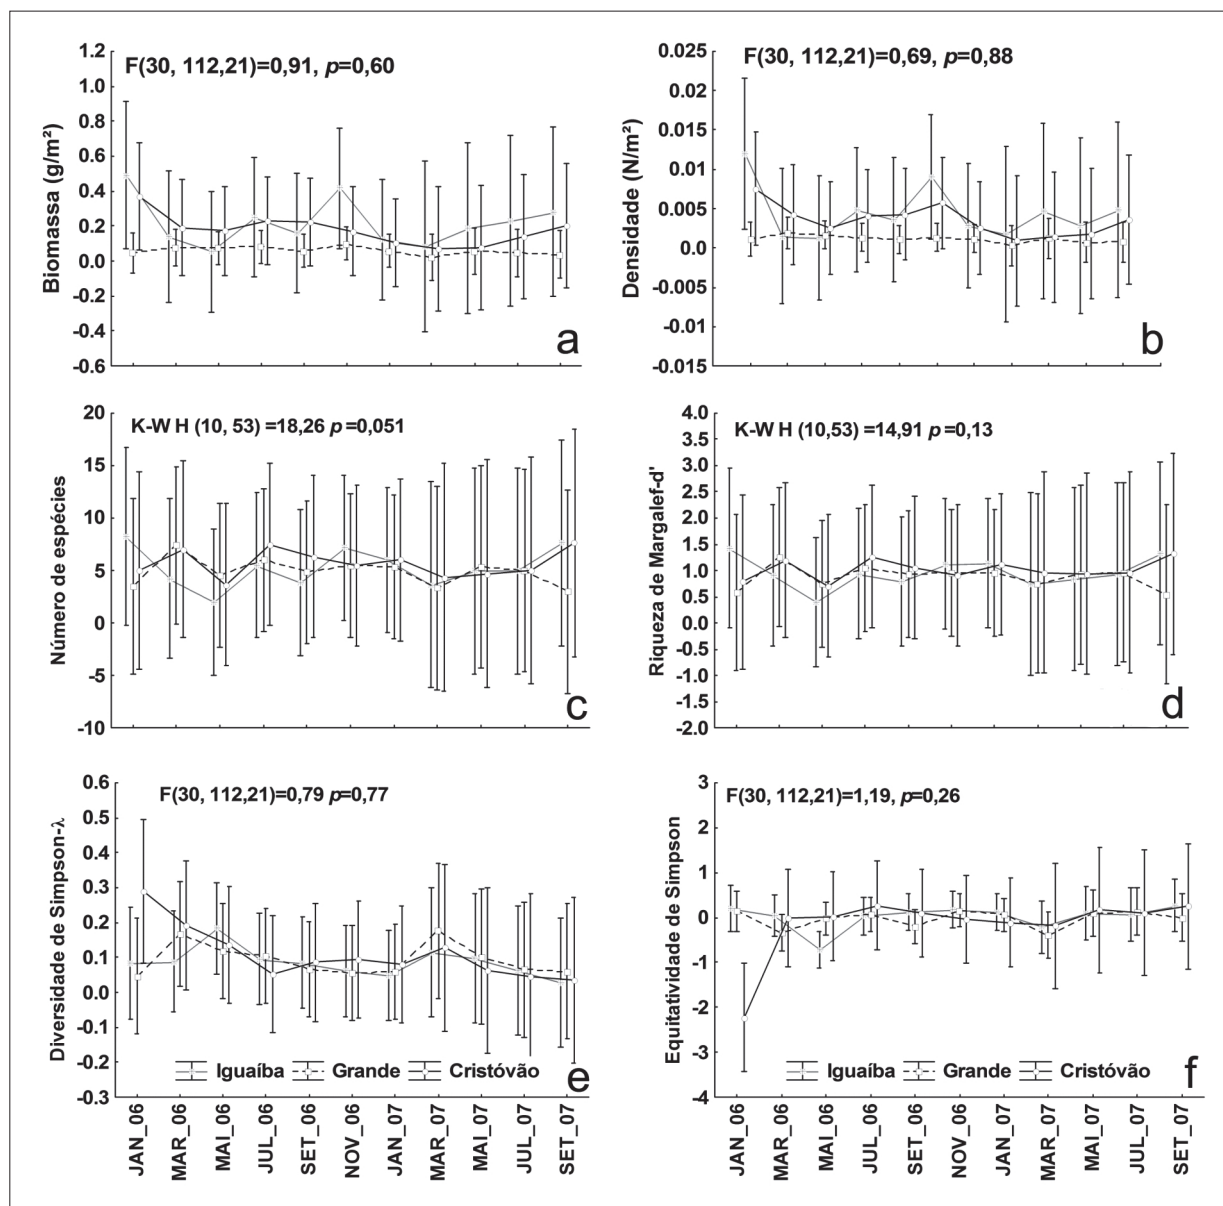 F(30, 112,21)=0,91, p=0,60
Biomassa (g/m²)
1.2
1.0
0.8
0.6
0.4
0.2
0.0
-0.2
-0.4
-0.6
a
F(30, 112,21)=0,69, p=0,88
Densidade (N/m²)
0.025
0.02
0.015
0.01
0.005
0.000
-0.005
-0.01
-0.015
b
K-W H (10, 53) =18,26 p=0,051
Número de espécies
20
15
10
5
0
-5
-10
c
K-W H (10,53) =14,91 p=0,13
Riqueza de Margalef-d'
4.0
3.5
3.0
2.5
2.0
1.5
1.0
0.5
0.0
-0.5
-1.0
-1.5
-2.0
d
F(30, 112,21)=0,79 p=0,77
Diversidade de Simpson-λ
0.6
0.5
0.4
0.3
0.2
0.1
0.0
-0.1
-0.2
-0.3
Iguaíba Grande Cristóvão
e
JAN_06 MAR_06 MAI_06 JUL_06 SET_06 NOV_06 JAN_07 MAR_07 MAI_07 JUL_07 SET_07
F(30, 112,21)=1,19, p=0,26
Equitatividade de Simpson
3
2
1
0
-1
-2
-3
-4
Iguaíba Grande Cristóvão
f
JAN_06 MAR_06 MAI_06 JUL_06 SET_06 NOV_06 JAN_07 MAR_07 MAI_07 JUL_07 SET_07